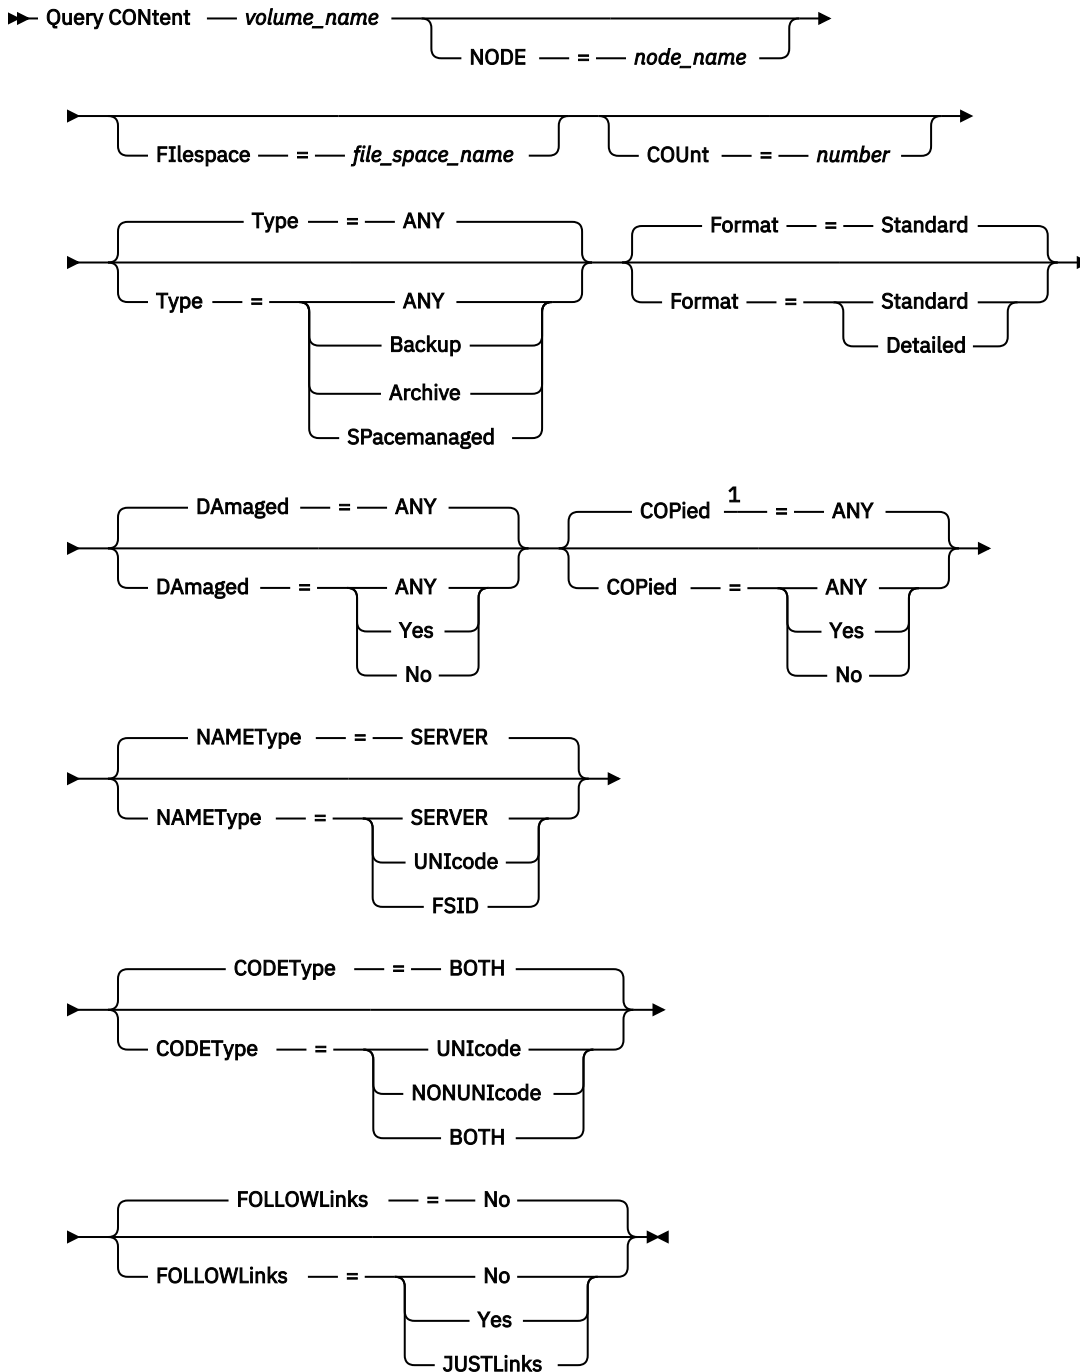 Query CONtent volume_name
NODE = node_name
FIlespace = file_space_name
COUnt = number
Type = ANY
Type = ANY
Backup
Archive
SPacemanaged
Format = Standard
Format = Standard
Detailed
DAmaged = ANY
DAmaged = ANY
Yes
No
COPied 1 = ANY
COPied = ANY
Yes
No
NAMEType = SERVER
NAMEType = SERVER
UNIcode
FSID
CODEType = BOTH
CODEType = UNIcode
NONUNIcode
BOTH
FOLLOWLinks = No
FOLLOWLinks = No
Yes
JUSTLinks